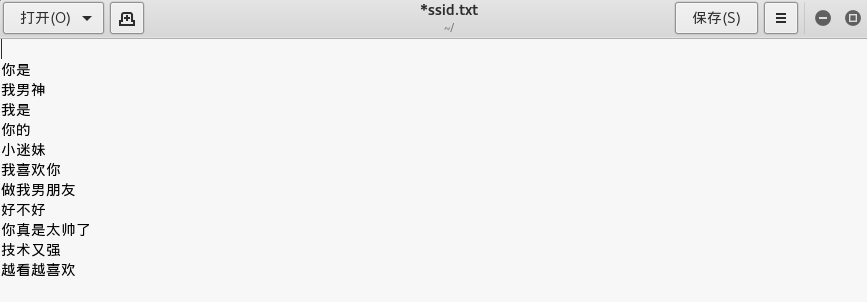 打开(O)
*ssid.txt
~/
保存(S)
你是
我男神
我是
你的
小迷妹
我喜欢你
做我男朋友
好不好
你真是太帅了
技术又强
越看越喜欢